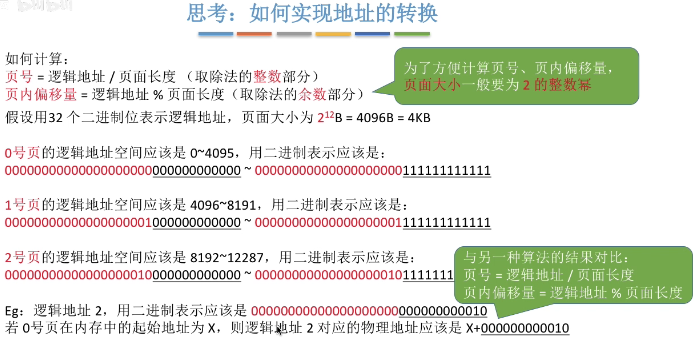 思考：如何实现地址的转换
如何计算：
页号 = 逻辑地址 / 页面长度 （取除法的整数部分）
页内偏移量 = 逻辑地址 % 页面长度（取除法的余数部分）
为了方便计算页号、页内偏移量，
页面大小一般要为 2 的整数幂
假设用32 个二进制位表示逻辑地址，页面大小为 2¹²B = 4096B = 4KB
0号页的逻辑地址空间应该是 0~4095，用二进制表示应该是：
00000000000000000000000000000000 ~ 00000000000000000000111111111111
1号页的逻辑地址空间应该是 4096~8191，用二进制表示应该是：
00000000000000000001000000000000 ~ 00000000000000000001111111111111
2号页的逻辑地址空间应该是 8192~12287，用二进制表示应该是：
00000000000000000010000000000000 ~ 000000000000000000101111111
与另一种算法的结果对比：
页号 = 逻辑地址 / 页面长度
页内偏移量 = 逻辑地址 % 页面长度
Eg：逻辑地址 2，用二进制表示应该是 00000000000000000000000000000010
若 0号页在内存中的起始地址为 X，则逻辑地址 2 对应的物理地址应该是 X+000000000010